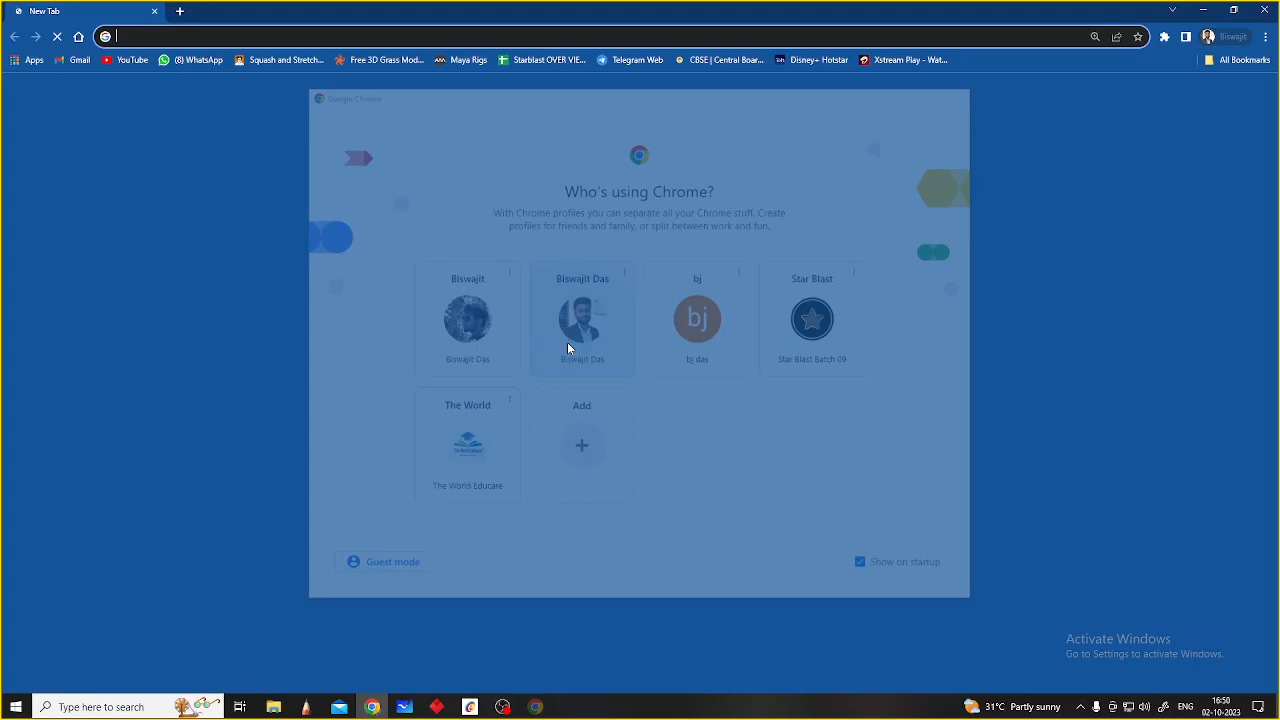 New Tab
Biswajit
Apps
Gmail
YouTube
(8) WhatsApp
Squash and Stretch...
Free 3D Grass Mod...
Maya Rigs
Starblast OVER VIE...
Telegram Web
CBSE | Central Boar...
Disney+ Hotstar
Xstream Play - Wat...
All Bookmarks
Google Chrome
Who's using Chrome?
With Chrome profiles you can separate all your Chrome stuff. Create
profiles for friends and family, or split between work and fun.
Biswajit
Biswajit Das
bj
Star Blast
bj
Biswajit Das
Biswajit Das
bj das
Star Blast Batch 09
The World
Add
The World Educare
Guest mode
Show on startup
Activate Windows
Go to Settings to activate Windows.
Type here to search
31°C Partly sunny
ENG
16:50
02-10-2023